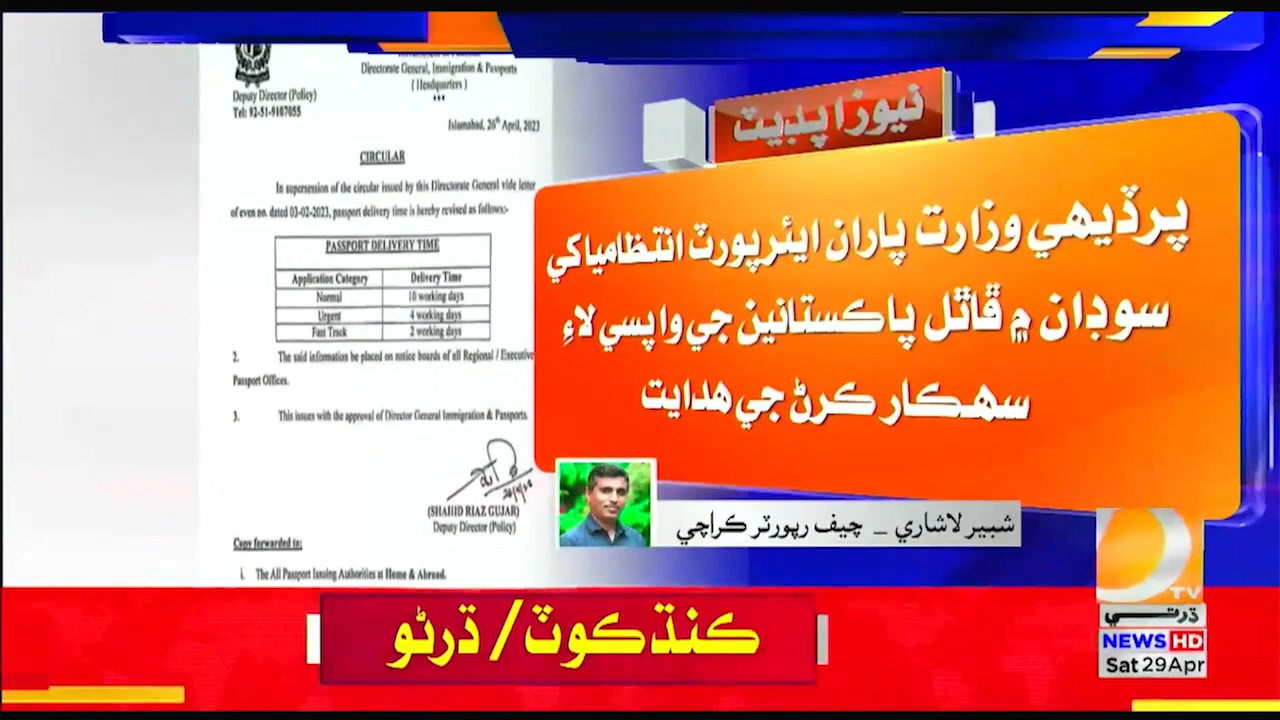 Directorate General, Immigration & Passports
(Headquarters)
***
Deputy Director (Policy)
Tel: 92-51-9107055
Islamabad, 26th April, 2023
CIRCULAR
In supersession of the circular issued by this Directorate General vide letter
of even no. dated 03-02-2023, passport delivery time is hereby revised as follows:-
PASSPORT DELIVERY TIME
Application Category Delivery Time
Normal 10 working days
Urgent 4 working days
Fast Track 2 working days
2. The said information be placed on notice boards of all Regional / Executive
Passport Offices.
3. This issues with the approval of Director General Immigration & Passports.
(SHAHID RIAZ GUJAR)
Deputy Director (Policy)
Copy forwarded to:
i. The All Passport Issuing Authorities at Home & Abroad.
نيوز اپڊيٽ
پرڏيهي وزارت پاران ايئرپورٽ انتظاميا کي
سوڊان ۾ ڦاٿل پاڪستانين جي واپسي لاءِ
سهڪار ڪرڻ جي هدايت
شبير لاشاري _ چيف رپورٽر ڪراچي
ڪنڌڪوٽ/ ڌرڻو
TV
ڌرتي
NEWS HD
Sat 29Apr